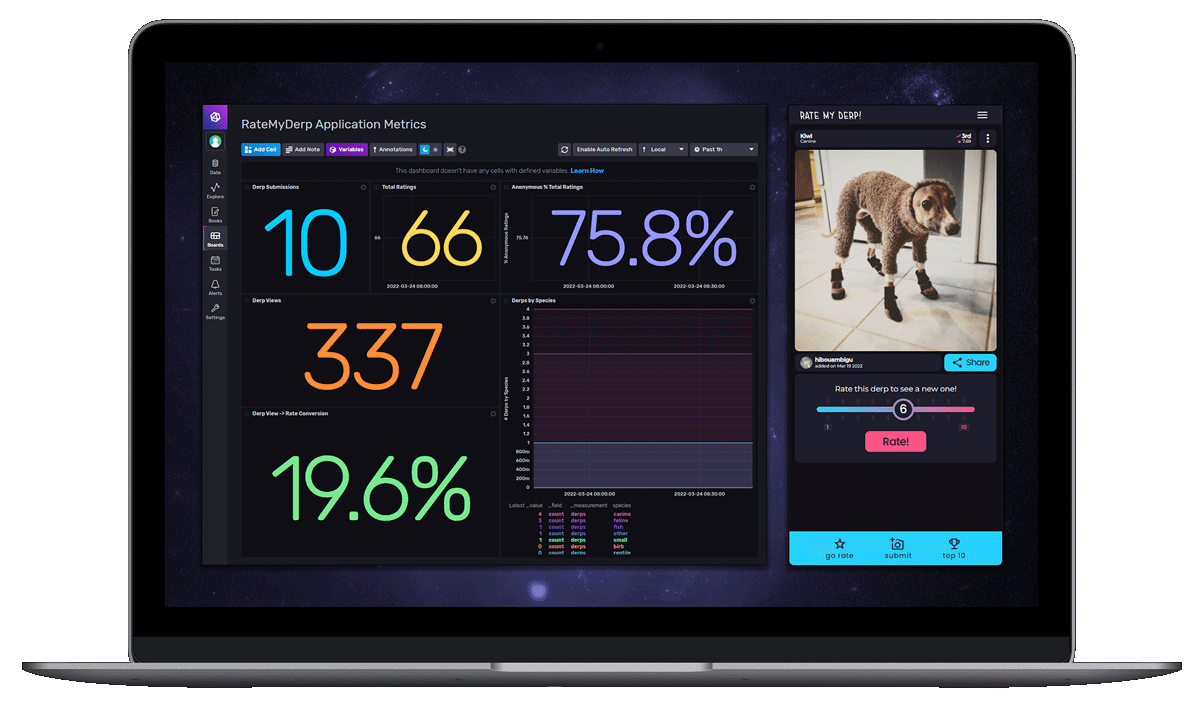 RateMyDerp Application Metrics
Add Cell
Add Note
Variables
Annotations
Enable Auto Refresh
Local
Past 1h
This dashboard doesn't have any cells with defined variables. Learn How
Data
Explore
Books
Boards
Tasks
Alerts
Settings
Derp Submissions
10
Total Ratings
66
66
2022-03-24 08:00:00
Anonymous % Total Ratings
% Anonymous Ratings
75.76
75.8%
2022-03-24 08:00:00
2022-03-24 08:30:00
Derp Views
337
Derp View -> Rate Conversion
19.6%
Derps by Species
# Derps by Species
4
3.8
3.6
3.4
3.2
3
2.8
2.6
2.4
2.2
2
1.8
1.6
1.4
1.2
1
800m
600m
400m
200m
0
2022-03-24 08:00:00
2022-03-24 08:30:00
Latest _value _field _measurement species
4 count derps canine
3 count derps feline
1 count derps fish
1 count derps other
1 count derps small
0 count derps birb
0 count derps reptile
RATE MY DERP!
Kiwi
Canine
3rd
7.69
hibouambigu
added on Mar 19 2022
Share
Rate this derp to see a new one!
6
1
10
Rate!
go rate
submit
top 10